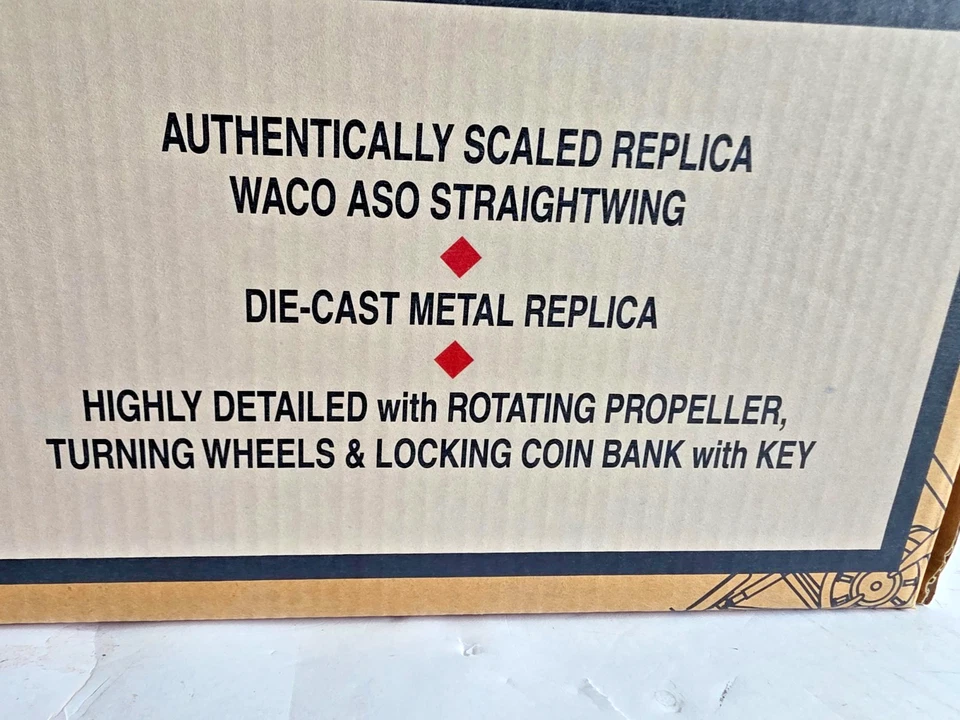 AUTHENTICALLY SCALED REPLICA
WACO ASO STRAIGHTWING
DIE-CAST METAL REPLICA
HIGHLY DETAILED with ROTATING PROPELLER,
TURNING WHEELS & LOCKING COIN BANK with KEY